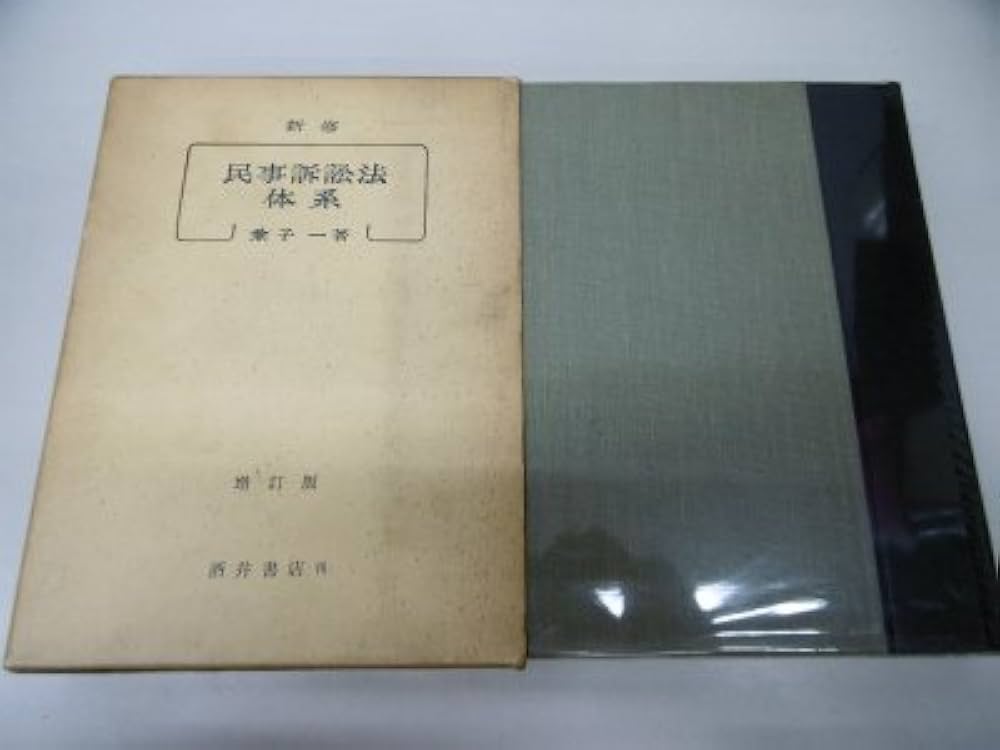 新修
民事訴訟法
体系
兼子一著
増訂版
酒井書店刊